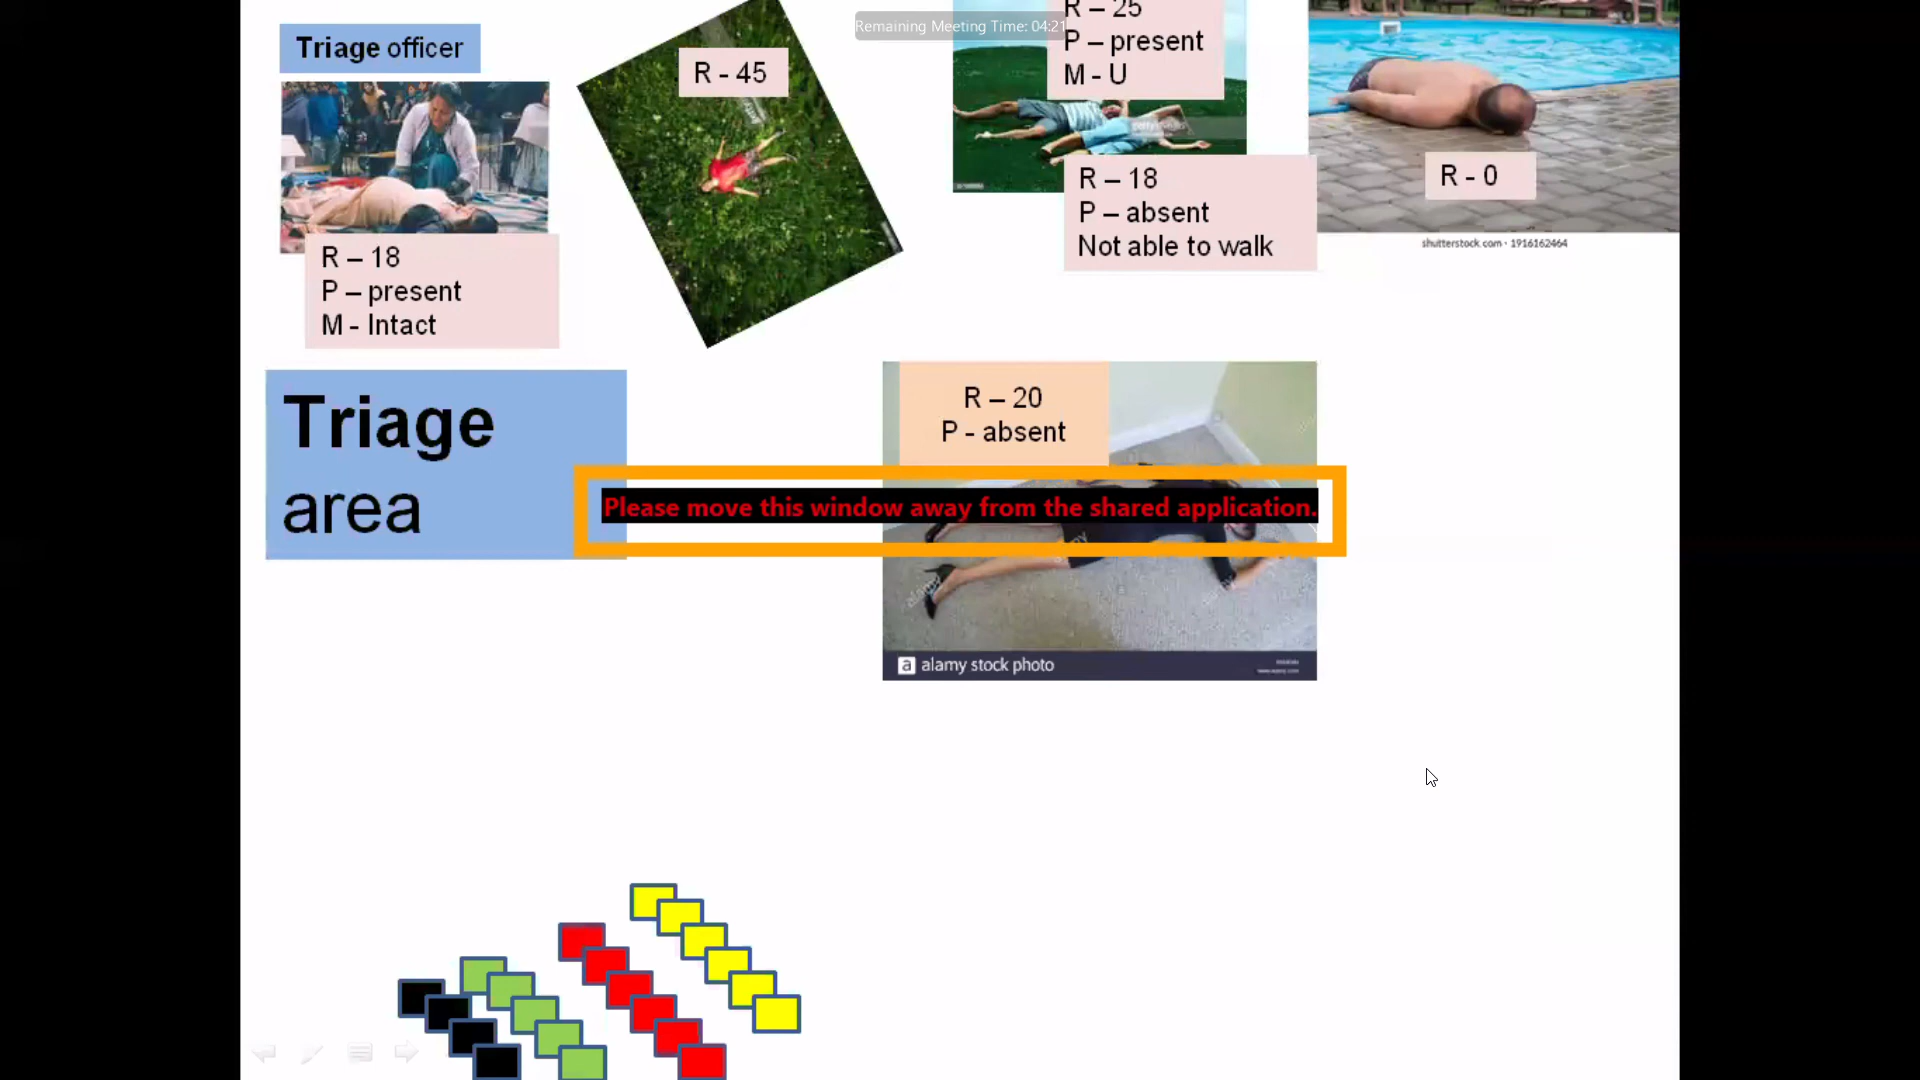 Remaining Meeting Time: 04:21
Triage officer
R - 45
R – 25
P – present
M - U
R – 18
P – absent
Not able to walk
R - 0
shutterstock.com · 1916162464
R – 18
P – present
M - Intact
Triage
area
R – 20
P - absent
Please move this window away from the shared application.
alamy
alamy
a alamy stock photo